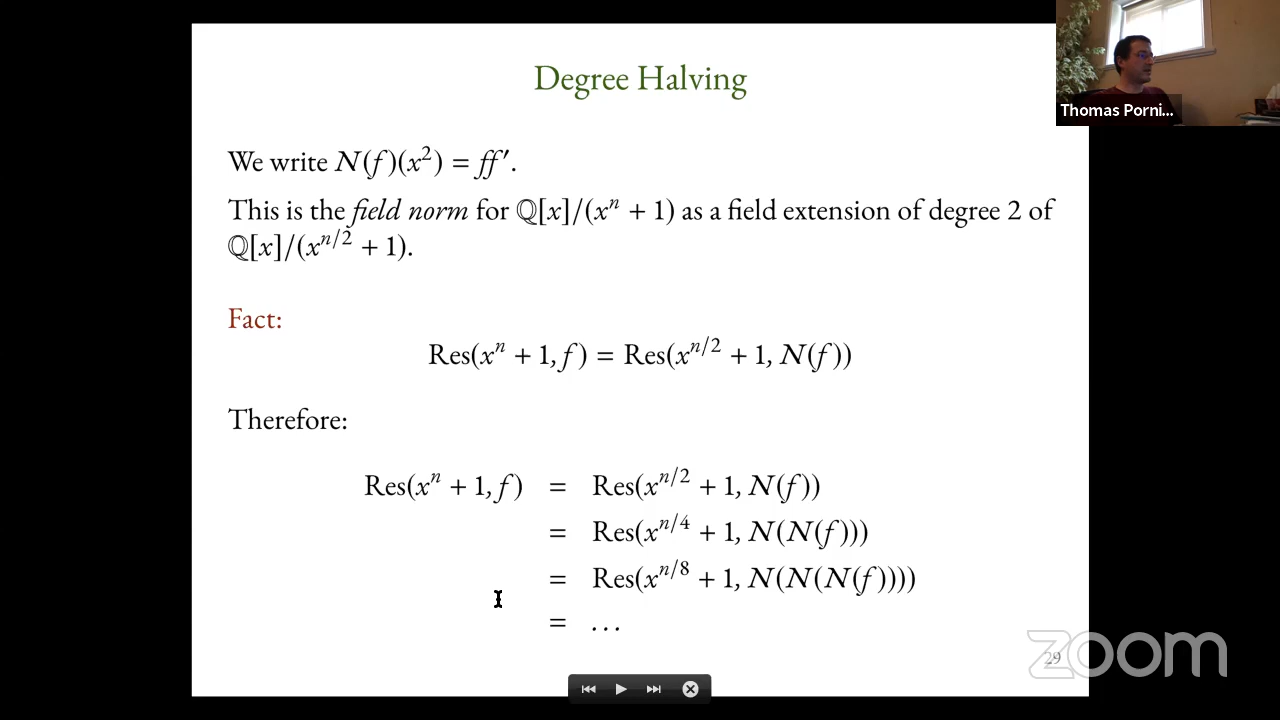 Degree Halving
Thomas Porni...
We write N(f)(x²) = ff′.
This is the field norm for ℚ[x]/(xⁿ + 1) as a field extension of degree 2 of
ℚ[x]/(x^{n/2} + 1).
Fact:
Res(xⁿ + 1, f) = Res(x^{n/2} + 1, N(f))
Therefore:
Res(xⁿ + 1, f) = Res(x^{n/2} + 1, N(f))
= Res(x^{n/4} + 1, N(N(f)))
= Res(x^{n/8} + 1, N(N(N(f))))
= ...
29
zoom